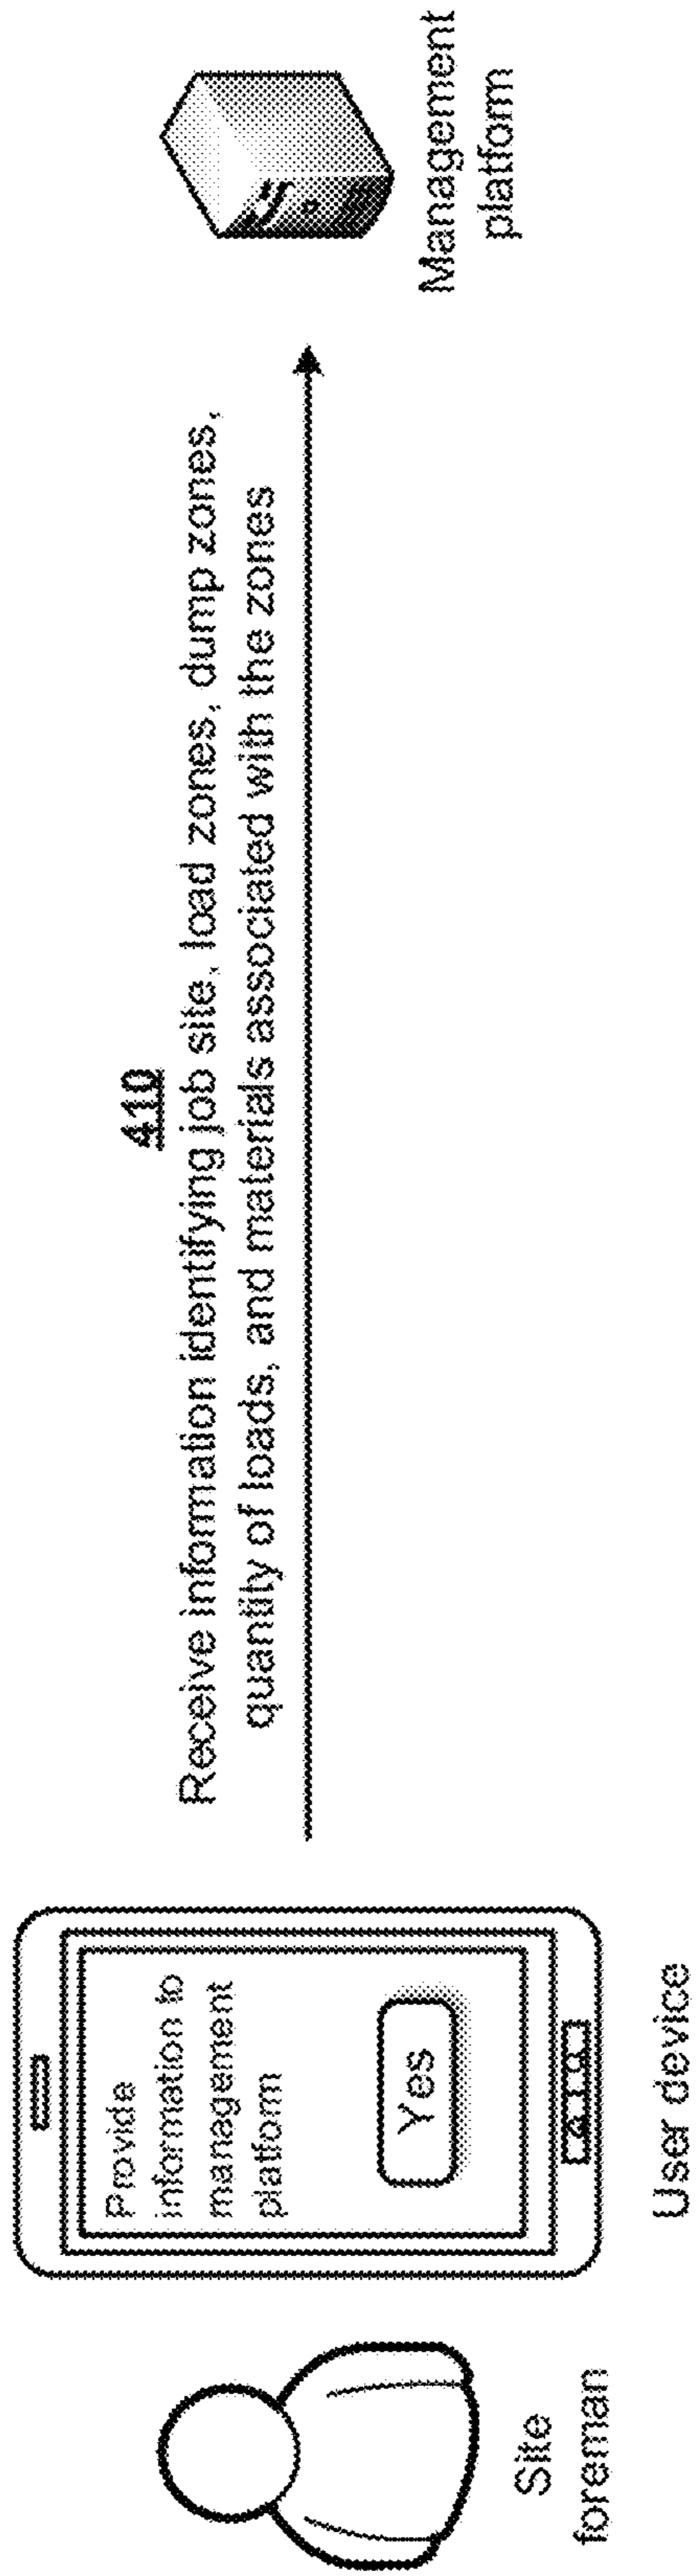 410
Receive information identifying job site, load zones, dump zones,
quantity of loads, and materials associated with the zones
Provide
information to
management
platform
Yes
Site
foreman
User device
Management
platform